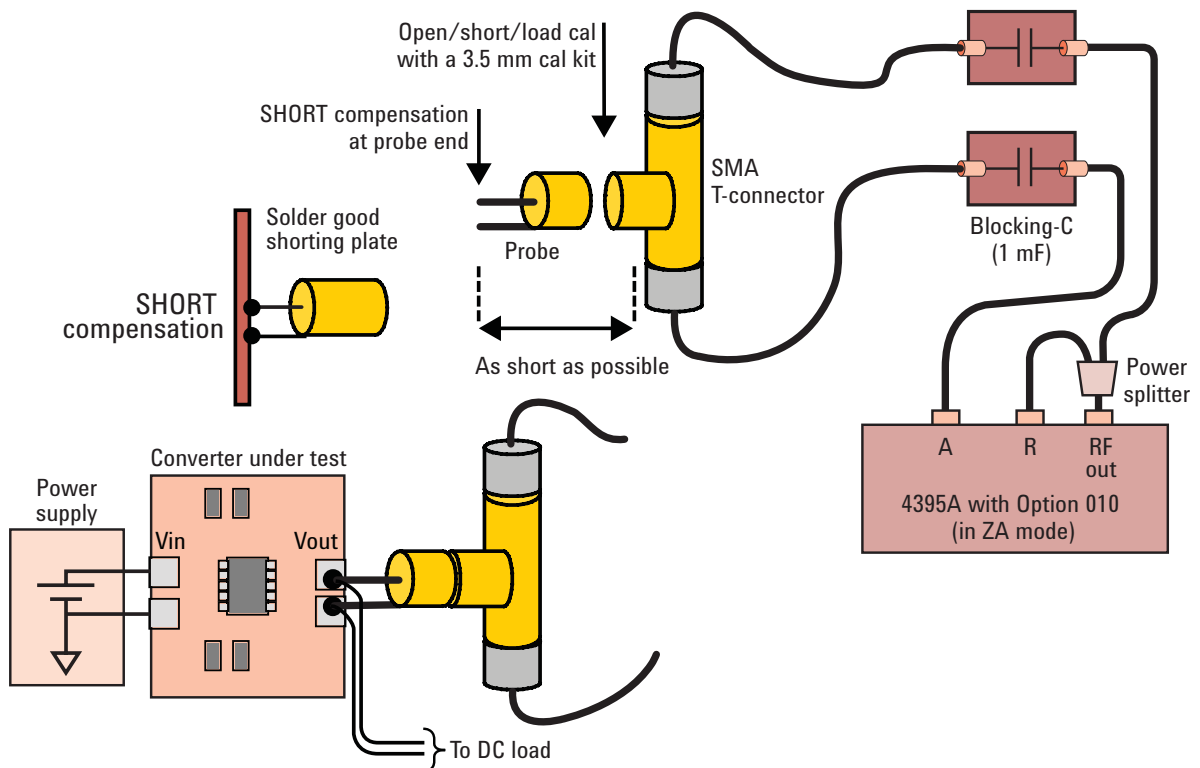 Open/short/load cal
with a 3.5 mm cal kit
SHORT compensation
at probe end
SMA
T-connector
Solder good
shorting plate
Probe
Blocking-C
(1 mF)
SHORT
compensation
As short as possible
Power
splitter
A
R
RF
out
4395A with Option 010
(in ZA mode)
Converter under test
Power
supply
Vin
Vout
To DC load